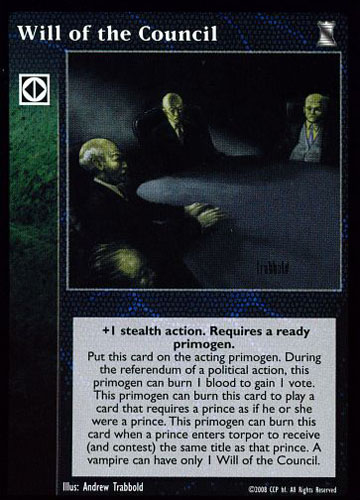 Will of the Council
Trabbold
+1 stealth action. Requires a ready
primogen.
Put this card on the acting primogen. During
the referendum of a political action, this
primogen can burn 1 blood to gain 1 vote.
This primogen can burn this card to play a
card that requires a prince as if he or she
were a prince. This primogen can burn this
card when a prince enters torpor to receive
(and contest) the same title as that prince. A
vampire can have only 1 Will of the Council.
Illus: Andrew Trabbold
©2008 CCP hf. All Rights Reserved